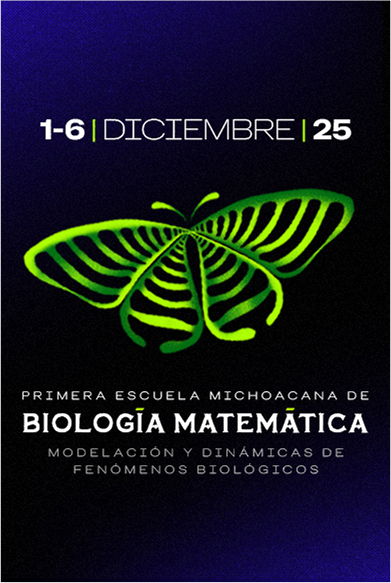 1-6 | DICIEMBRE | 25
PRIMERA ESCUELA MICHOACANA DE
BIOLOGÍA MATEMÁTICA
MODELACIÓN Y DINÁMICAS DE
FENÓMENOS BIOLÓGICOS